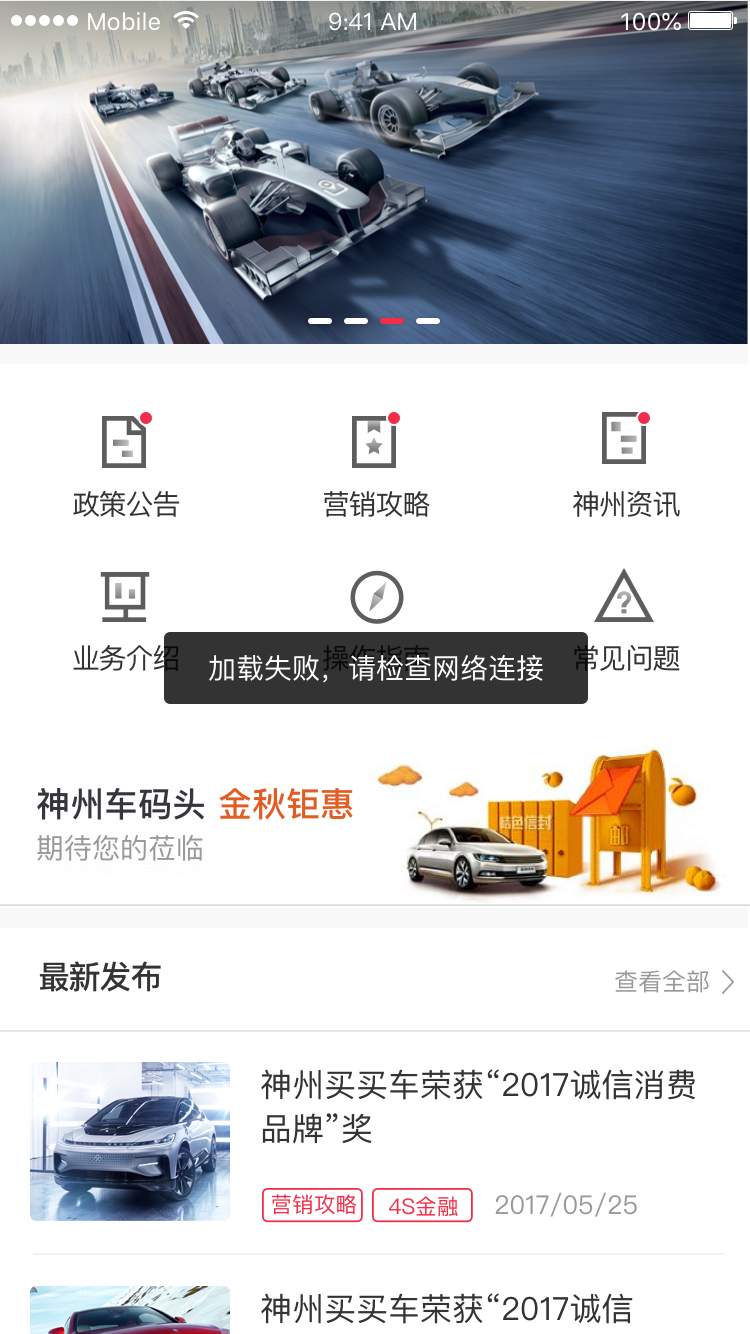 Mobile 9:41 AM 100%
政策公告 营销攻略 神州资讯
业务介绍 操作指南 常见问题
加载失败，请检查网络连接
神州车码头 金秋钜惠
期待您的莅临
桔色信封
邮
最新发布 查看全部
神州买买车荣获“2017诚信消费
品牌”奖
营销攻略 4S金融 2017/05/25
神州买买车荣获“2017诚信